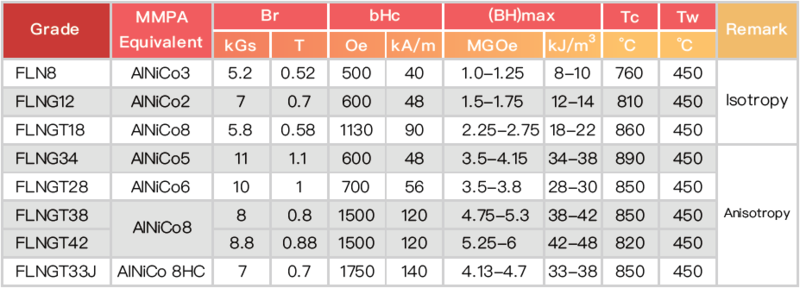 Grade MMPA Equivalent Br bHc (BH)max Tc Tw Remark
kGs T Oe kA/m MGOe kJ/m³ °C °C
FLN8 AlNiCo3 5.2 0.52 500 40 1.0–1.25 8–10 760 450
FLNG12 AlNiCo2 7 0.7 600 48 1.5–1.75 12–14 810 450 Isotropy
FLNGT18 AlNiCo8 5.8 0.58 1130 90 2.25–2.75 18–22 860 450
FLNG34 AlNiCo5 11 1.1 600 48 3.5–4.15 34–38 890 450
FLNGT28 AlNiCo6 10 1 700 56 3.5–3.8 28–30 850 450
FLNGT38 AlNiCo8 8 0.8 1500 120 4.75–5.3 38–42 850 450 Anisotropy
FLNGT42 8.8 0.88 1500 120 5.25–6 42–48 820 450
FLNGT33J AlNiCo 8HC 7 0.7 1750 140 4.13–4.7 33–38 850 450